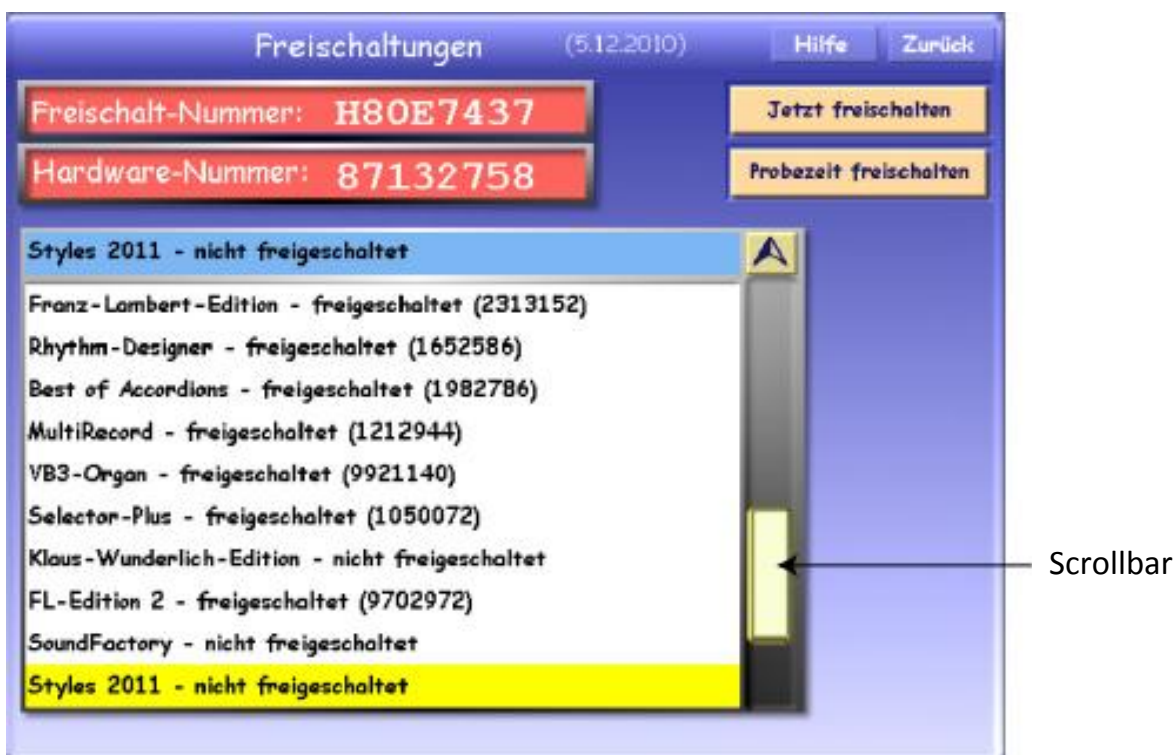 Freischaltungen (5.12.2010) Hilfe Zurück
Freischalt-Nummer: H80E7437 Jetzt freischalten
Hardware-Nummer: 87132758 Probezeit freischalten
Styles 2011 - nicht freigeschaltet
Franz-Lambert-Edition - freigeschaltet (2313152)
Rhythm-Designer - freigeschaltet (1652586)
Best of Accordions - freigeschaltet (1982786)
MultiRecord - freigeschaltet (1212944)
VB3-Organ - freigeschaltet (9921140)
Selector-Plus - freigeschaltet (1050072)
Klaus-Wunderlich-Edition - nicht freigeschaltet
Scrollbar
FL-Edition 2 - freigeschaltet (9702972)
SoundFactory - nicht freigeschaltet
Styles 2011 - nicht freigeschaltet